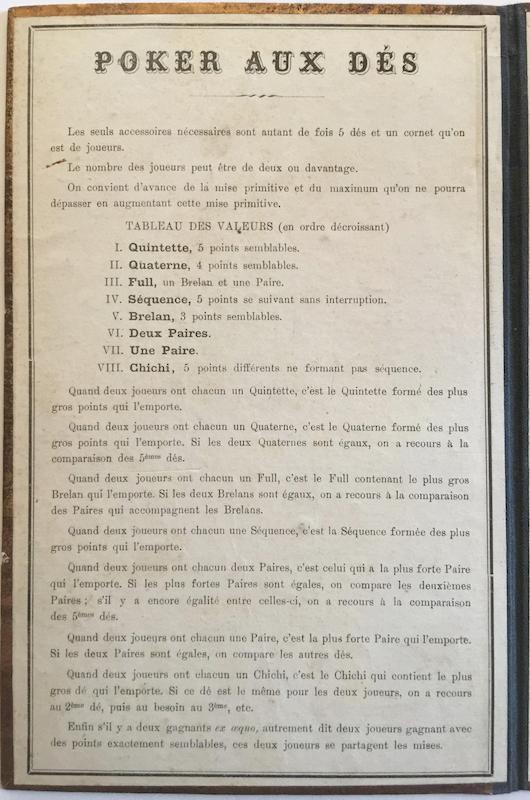 POKER AUX DÉS
Les seuls accessoires nécessaires sont autant de fois 5 dés et un cornet qu'on
est de joueurs.
Le nombre des joueurs peut être de deux ou davantage.
On convient d'avance de la mise primitive et du maximum qu'on ne pourra
dépasser en augmentant cette mise primitive.
TABLEAU DES VALEURS (en ordre décroissant)
I. Quintette, 5 points semblables.
II. Quaterne, 4 points semblables.
III. Full, un Brelan et une Paire.
IV. Séquence, 5 points se suivant sans interruption.
V. Brelan, 3 points semblables.
VI. Deux Paires.
VII. Une Paire.
VIII. Chichi, 5 points différents ne formant pas séquence.
Quand deux joueurs ont chacun un Quintette, c'est le Quintette formé des plus
gros points qui l'emporte.
Quand deux joueurs ont chacun un Quaterne, c'est le Quaterne formé des plus
gros points qui l'emporte. Si les deux Quaternes sont égaux, on a recours à la
comparaison des 5èmes dés.
Quand deux joueurs ont chacun un Full, c'est le Full contenant le plus gros
Brelan qui l'emporte. Si les deux Brelans sont égaux, on a recours à la comparaison
des Paires qui accompagnent les Brelans.
Quand deux joueurs ont chacun une Séquence, c'est la Séquence formée des plus
gros points qui l'emporte.
Quand deux joueurs ont chacun deux Paires, c'est celui qui a la plus forte Paire
qui l'emporte. Si les plus fortes Paires sont égales, on compare les deuxièmes
Paires ; s'il y a encore égalité entre celles-ci, on a recours à la comparaison
des 5èmes dés.
Quand deux joueurs ont chacun une Paire, c'est la plus forte Paire qui l'emporte.
Si les deux Paires sont égales, on compare les autres dés.
Quand deux joueurs ont chacun un Chichi, c'est le Chichi qui contient le plus
gros dé qui l'emporte. Si ce dé est le même pour les deux joueurs, on a recours
au 2ème dé, puis au besoin au 3ème, etc.
Enfin s'il y a deux gagnants ex æquo, autrement dit deux joueurs gagnant avec
des points exactement semblables, ces deux joueurs se partagent les mises.